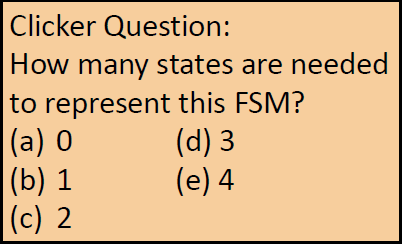 Clicker Question:
How many states are needed
to represent this FSM?
(a) 0 (d) 3
(b) 1 (e) 4
(c) 2